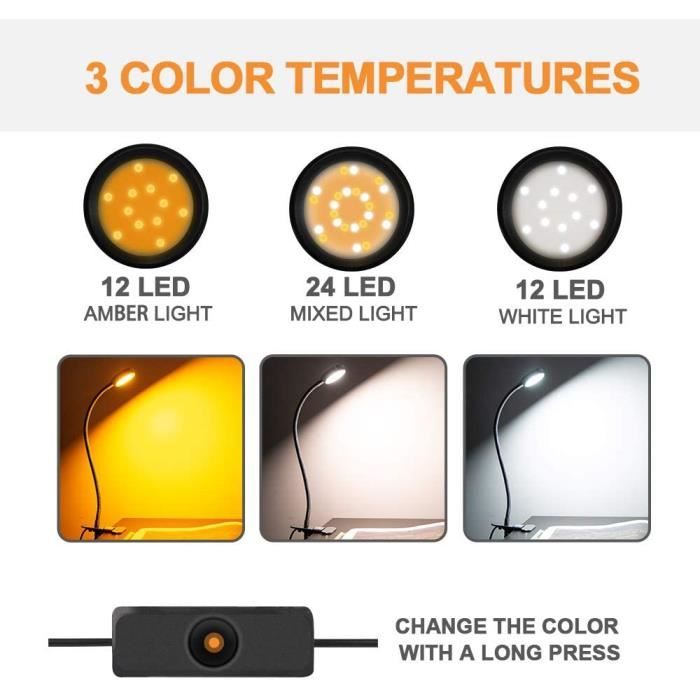 3 COLOR TEMPERATURES
12 LED
AMBER LIGHT
24 LED
MIXED LIGHT
12 LED
WHITE LIGHT
CHANGE THE COLOR
WITH A LONG PRESS